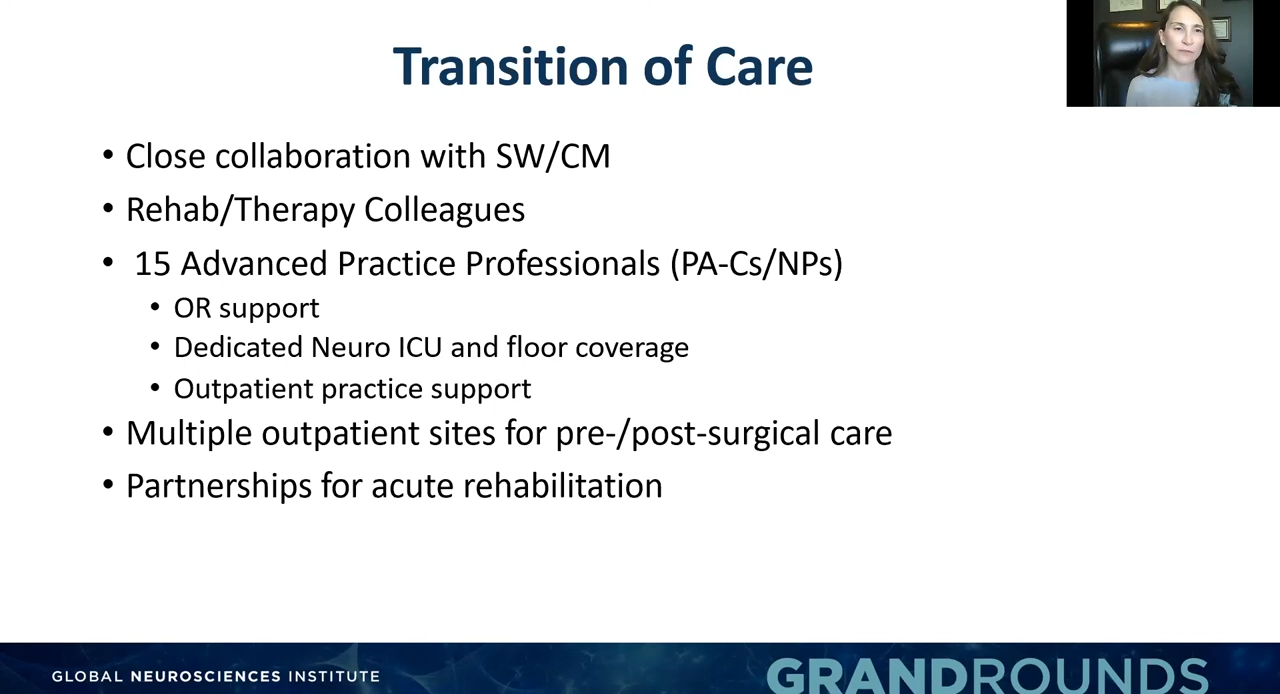 Transition of Care
• Close collaboration with SW/CM
• Rehab/Therapy Colleagues
• 15 Advanced Practice Professionals (PA-Cs/NPs)
• OR support
• Dedicated Neuro ICU and floor coverage
• Outpatient practice support
• Multiple outpatient sites for pre-/post-surgical care
• Partnerships for acute rehabilitation
GLOBAL NEUROSCIENCES INSTITUTE
GRANDROUNDS